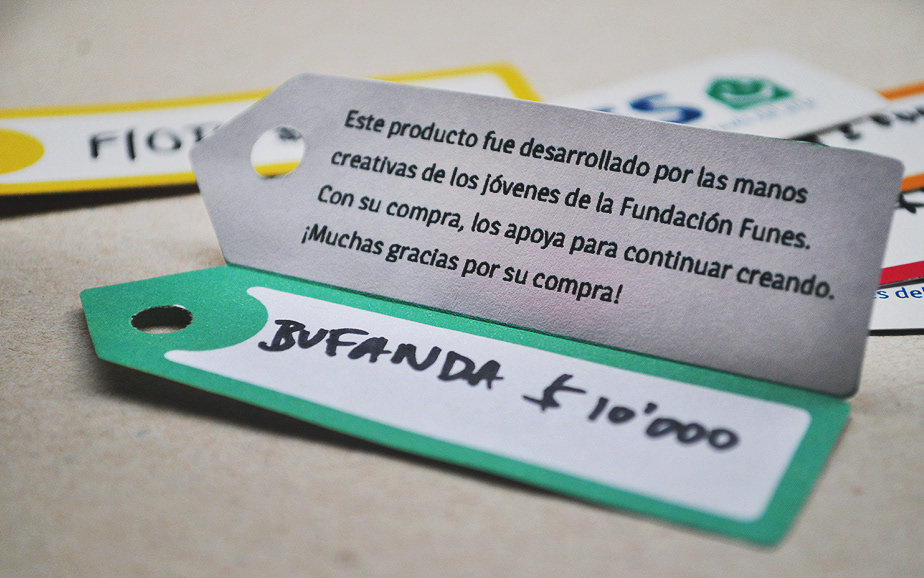 Este producto fue desarrollado por las manos
creativas de los jóvenes de la Fundación Funes.
Con su compra, los apoya para continuar creando.
¡Muchas gracias por su compra!
BUFANDA $ 10'000